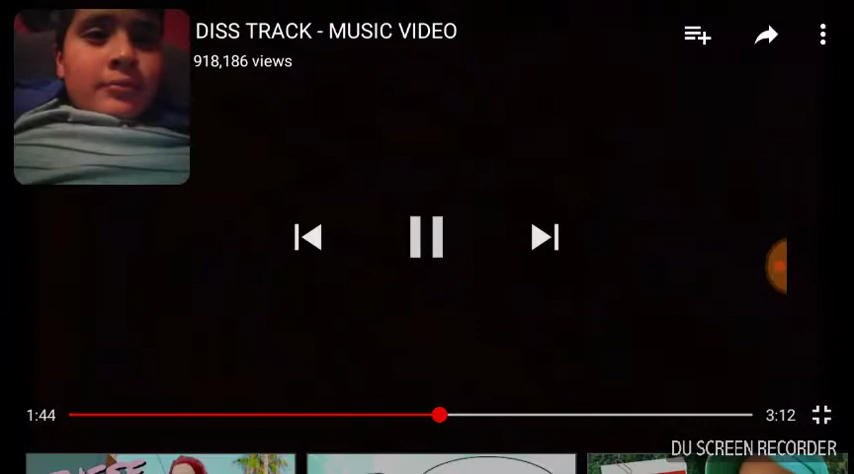 DISS TRACK - MUSIC VIDEO
918,186 views
1:44
3:12
DU SCREEN RECORDER